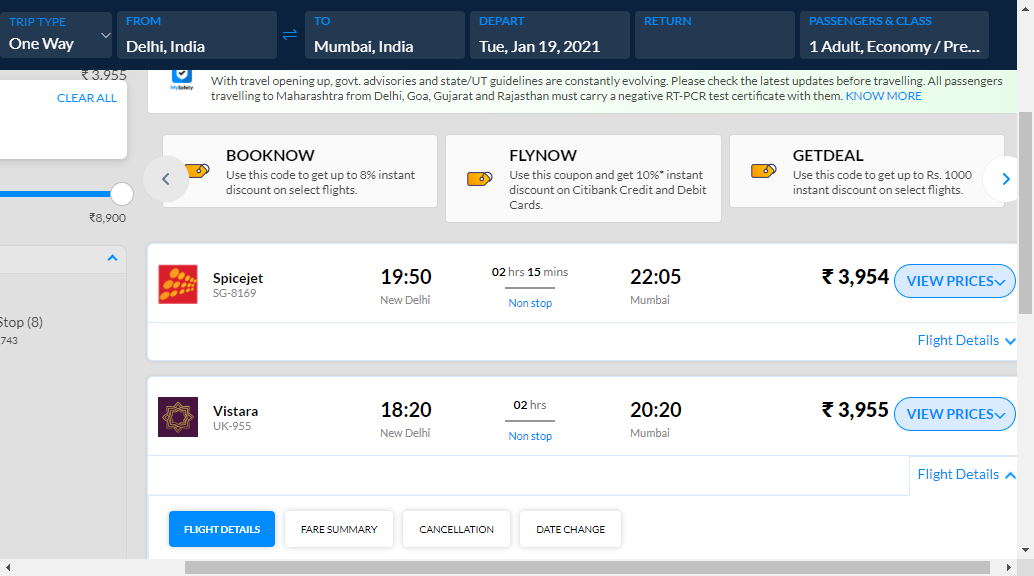 TRIP TYPE
One Way
FROM
Delhi, India
TO
Mumbai, India
DEPART
Tue, Jan 19, 2021
RETURN
PASSENGERS & CLASS
1 Adult, Economy / Pre...
₹ 3,955
CLEAR ALL
₹8,900
Stop (8)
743
MySafety
With travel opening up, govt. advisories and state/UT guidelines are constantly evolving. Please check the latest updates before travelling. All passengers
travelling to Maharashtra from Delhi, Goa, Gujarat and Rajasthan must carry a negative RT-PCR test certificate with them. KNOW MORE
BOOKNOW
Use this code to get up to 8% instant
discount on select flights.
FLYNOW
Use this coupon and get 10%* instant
discount on Citibank Credit and Debit
Cards.
GETDEAL
Use this code to get up to Rs. 1000
instant discount on select flights.
Spicejet
SG-8169
19:50
New Delhi
02 hrs 15 mins
Non stop
22:05
Mumbai
₹ 3,954
VIEW PRICES
Flight Details
Vistara
UK-955
18:20
New Delhi
02 hrs
Non stop
20:20
Mumbai
₹ 3,955
VIEW PRICES
Flight Details
FLIGHT DETAILS
FARE SUMMARY
CANCELLATION
DATE CHANGE